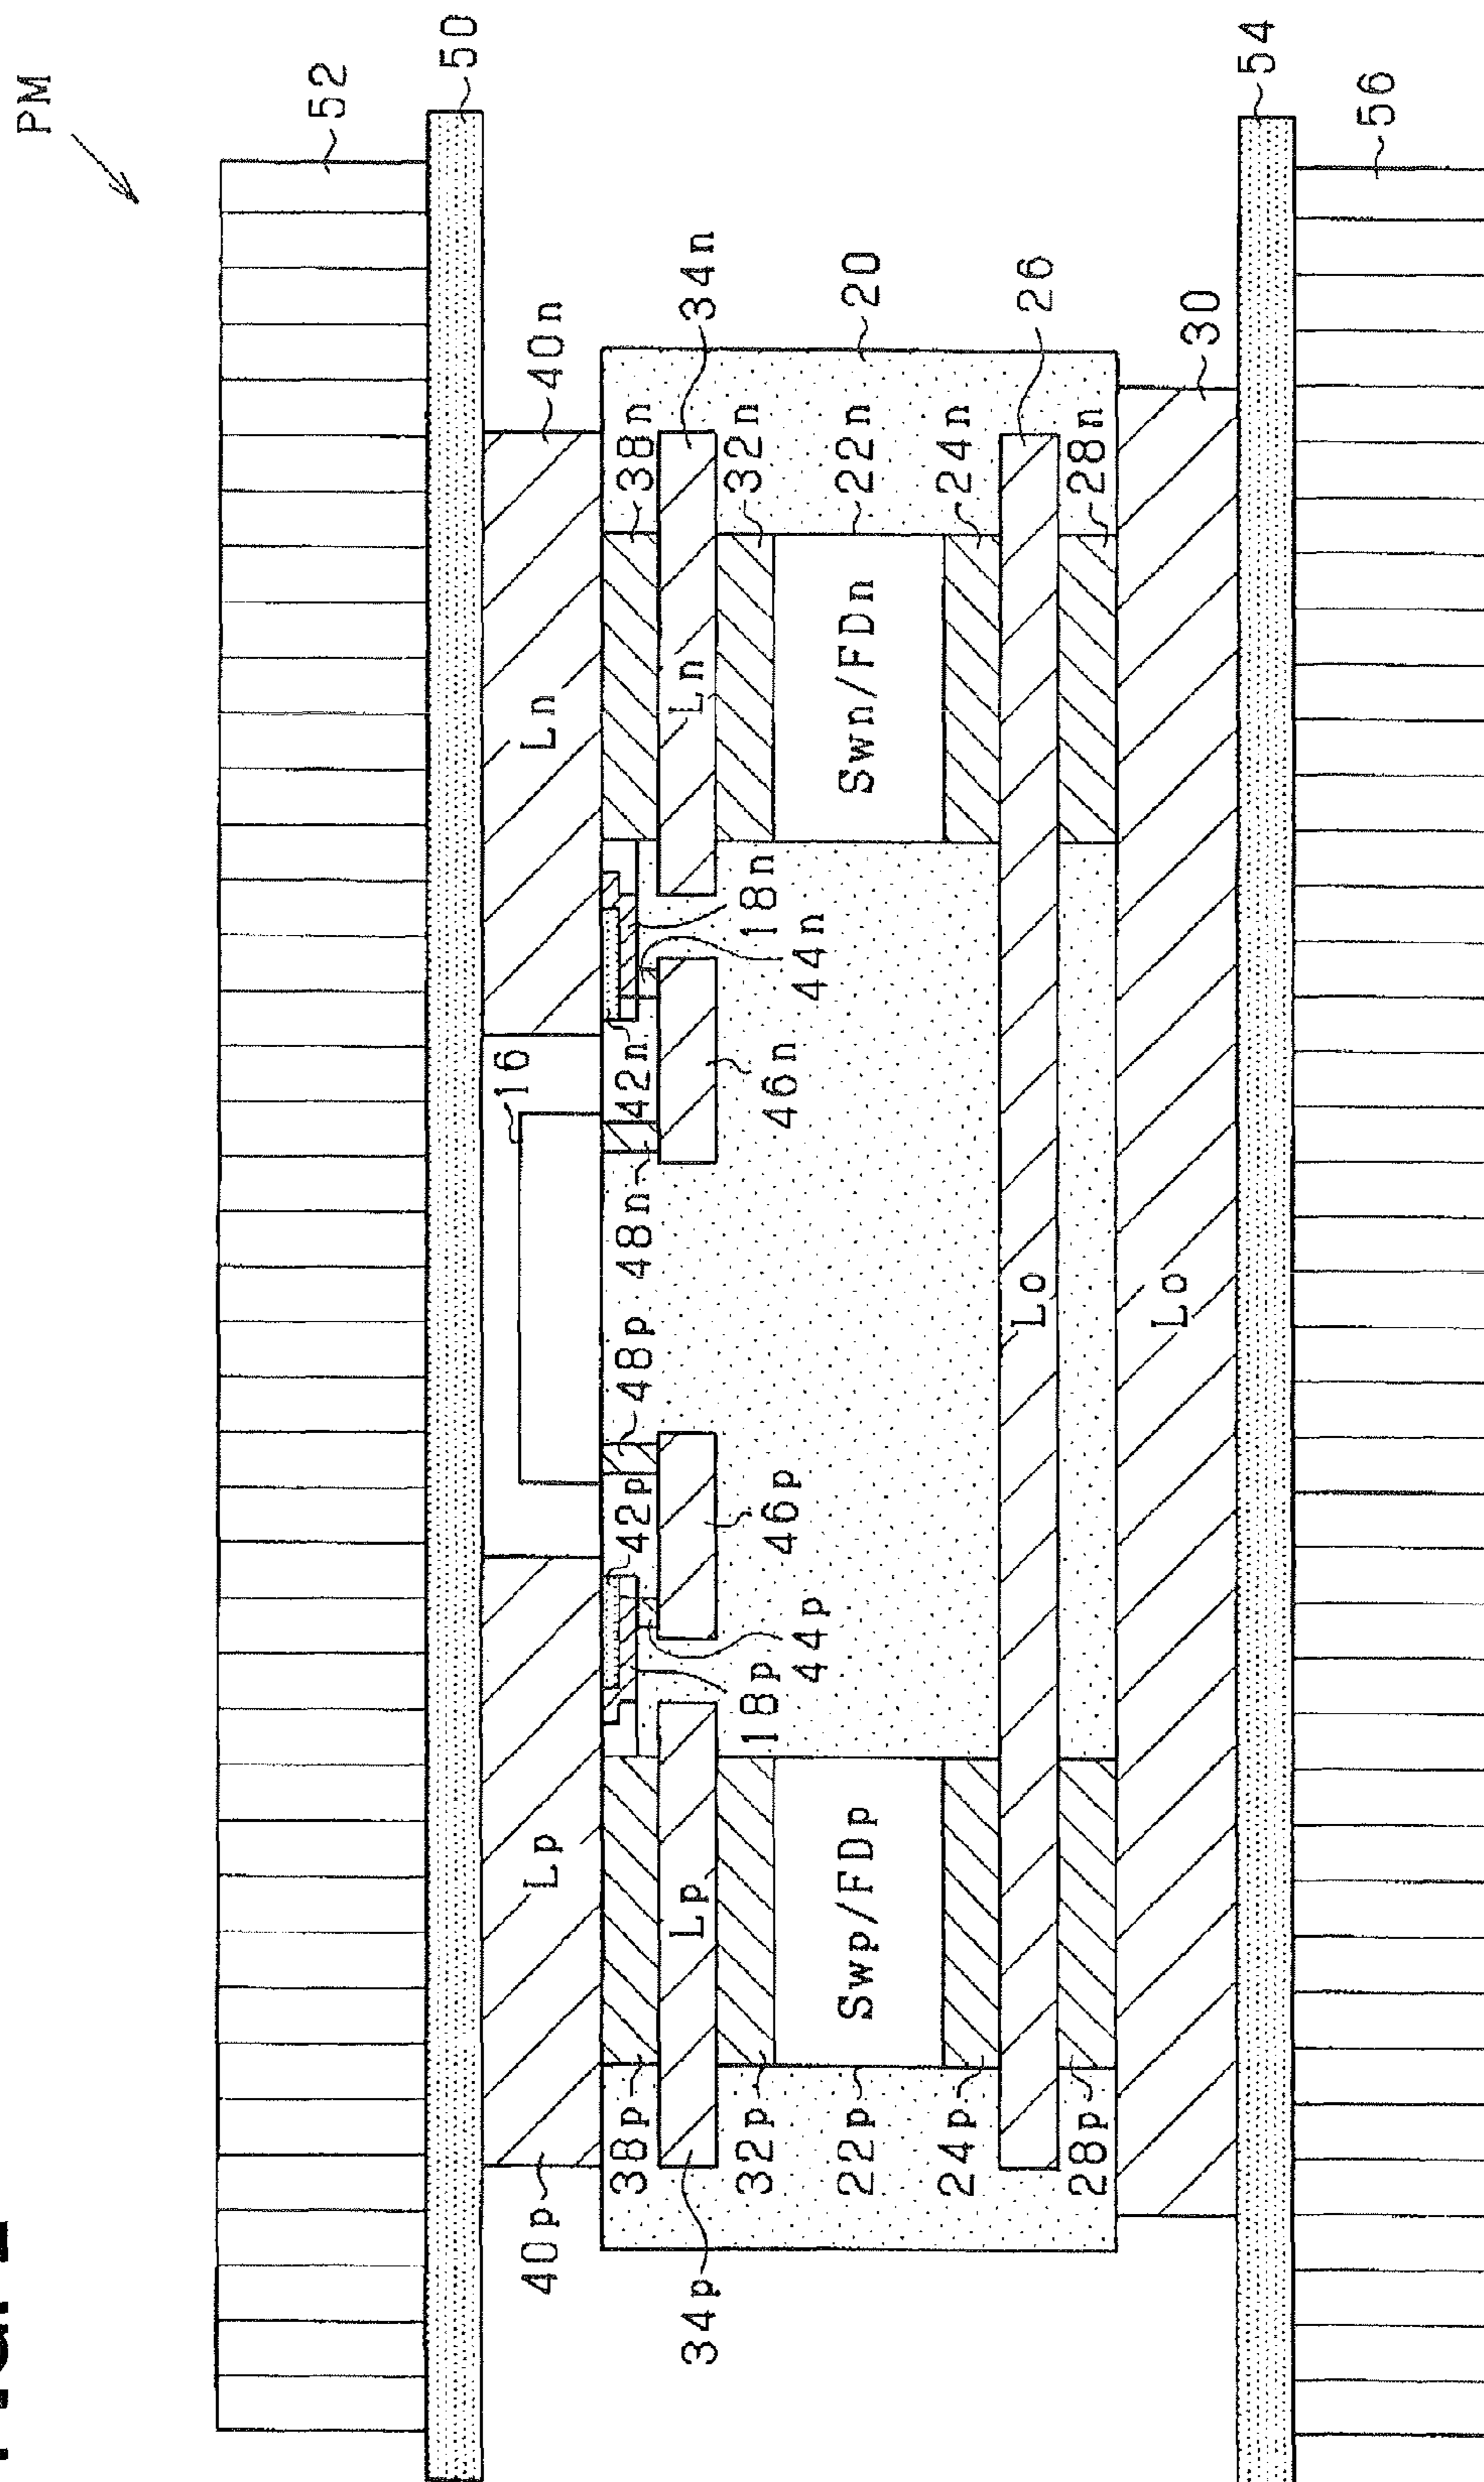 PM
52
50
16
40p Lp Ln 40n
38p 42p 48p 48n 42n 38n
34p Lp Ln 34n
32p 18p 18n 32n
46p 46n
44p 44n
22p Swp/FDp Swn/FDn 22n 20
24p 24n
Lo 26
28p 28n
Lo 30
54
56